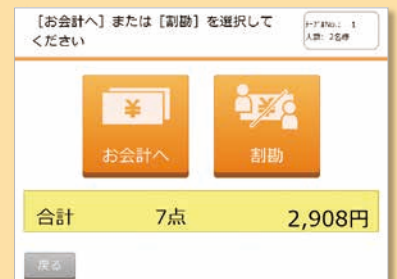 [お会計へ] または [割勘] を選択して
ください
テーブルNo.: 1
人数: 2名様
お会計へ
割勘
合計 7点 2,908円
戻る